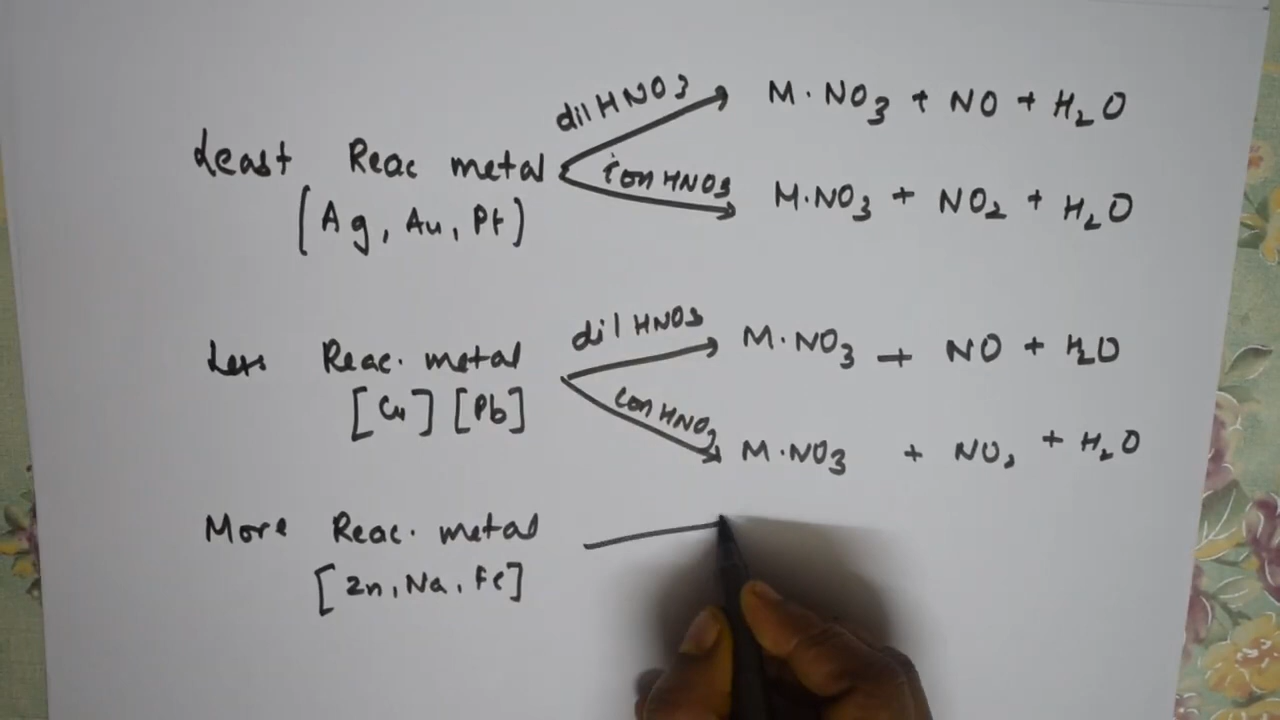 dil HNO3 M·NO3 + NO + H2O
Least Reac metal
con HNO3 M·NO3 + NO2 + H2O
[Ag, Au, Pt)
dil HNO3 M·NO3 + NO + H2O
Less Reac. metal
[Cu] [Pb]
con HNO3 M·NO3 + NO2 + H2O
More Reac. metal
[Zn, Na, Fe]